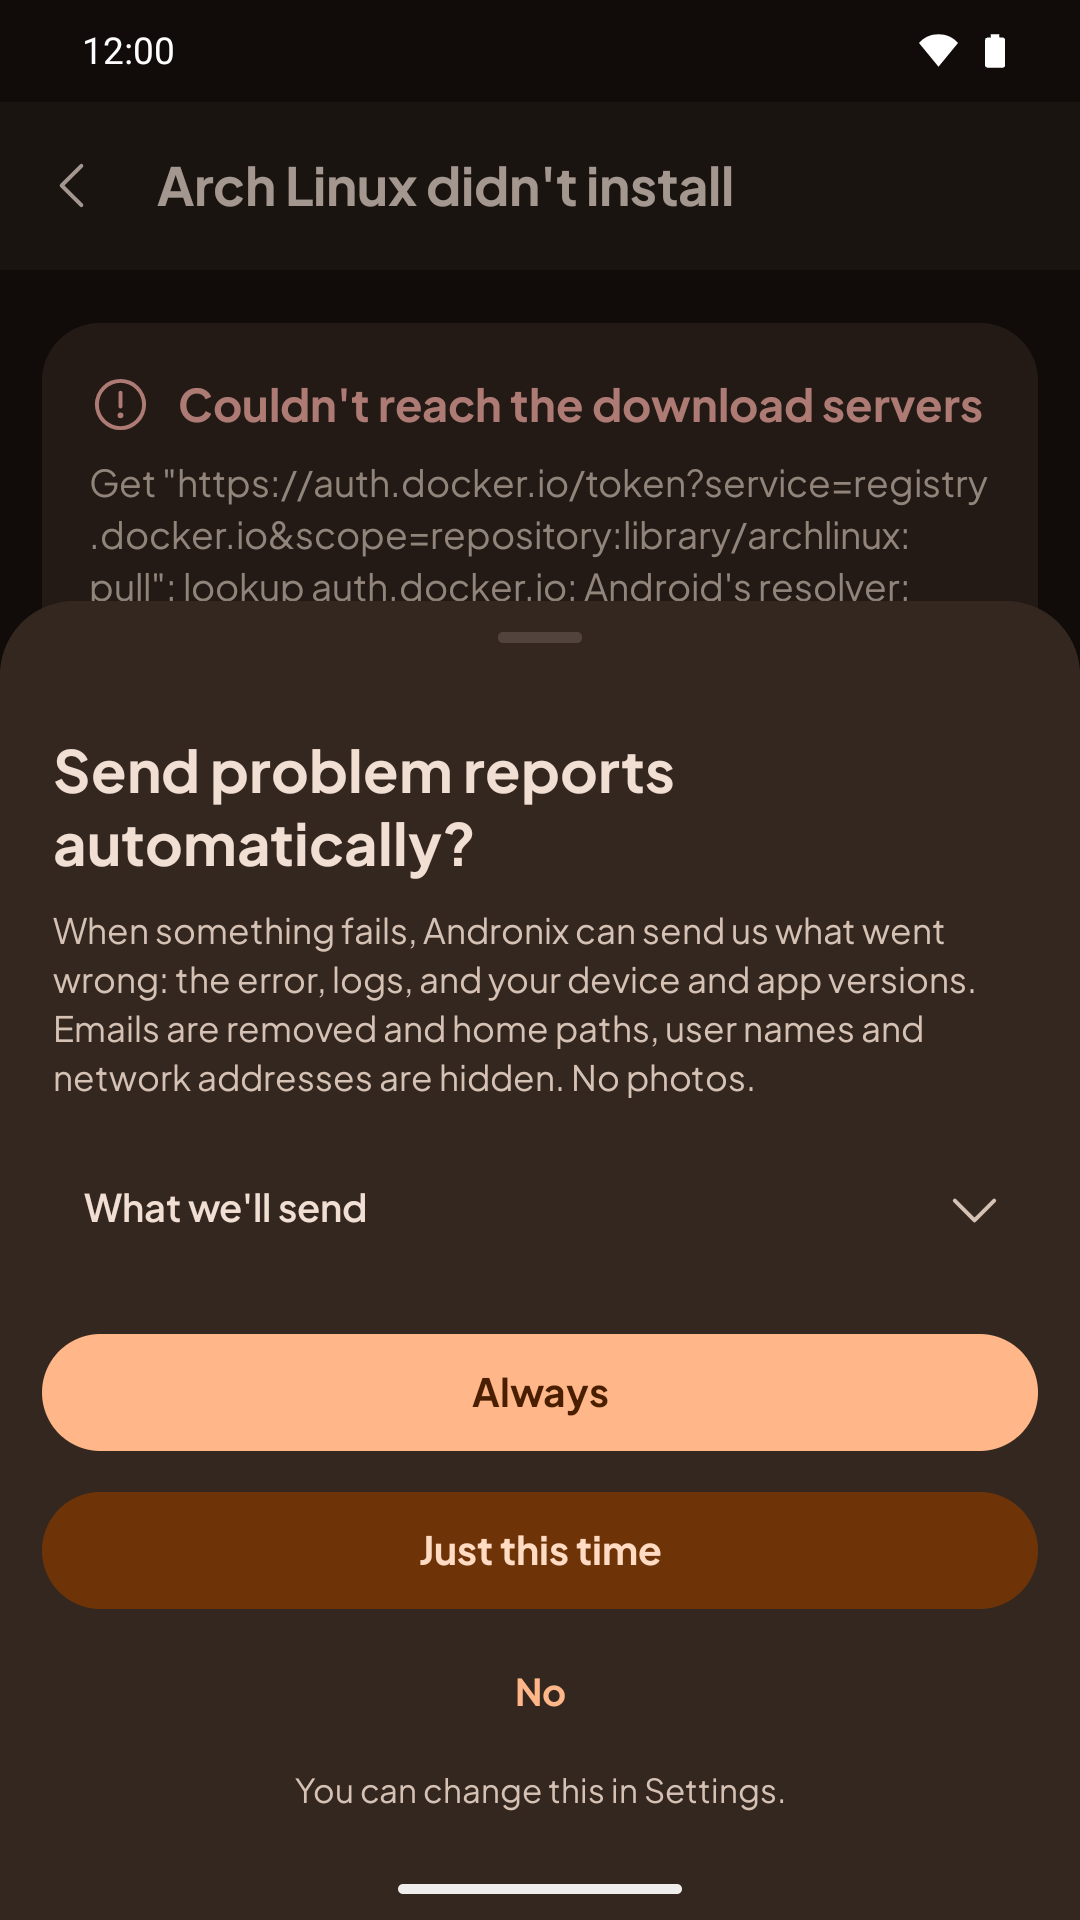 12:00
Arch Linux didn't install
Couldn't reach the download servers
Get "https://auth.docker.io/token?service=registry
.docker.io&scope=repository:library/archlinux:
pull": lookup auth.docker.io: Android's resolver:
Send problem reports
automatically?
When something fails, Andronix can send us what went
wrong: the error, logs, and your device and app versions.
Emails are removed and home paths, user names and
network addresses are hidden. No photos.
What we'll send
Always
Just this time
No
You can change this in Settings.